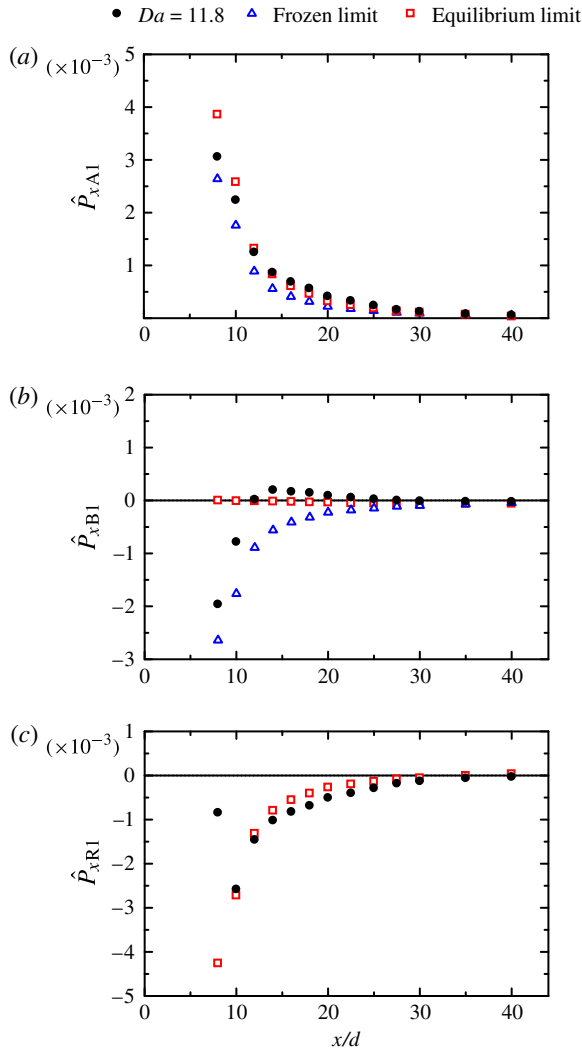 Da = 11.8 Frozen limit Equilibrium limit
(a) (×10−3)
5
4
3
2
1
P̂xA1
0 10 20 30 40
(b) (×10−3)
2
1
0
−1
−2
−3
P̂xB1
0 10 20 30 40
(c) (×10−3)
1
0
−1
−2
−3
−4
−5
P̂xR1
0 10 20 30 40
x/d